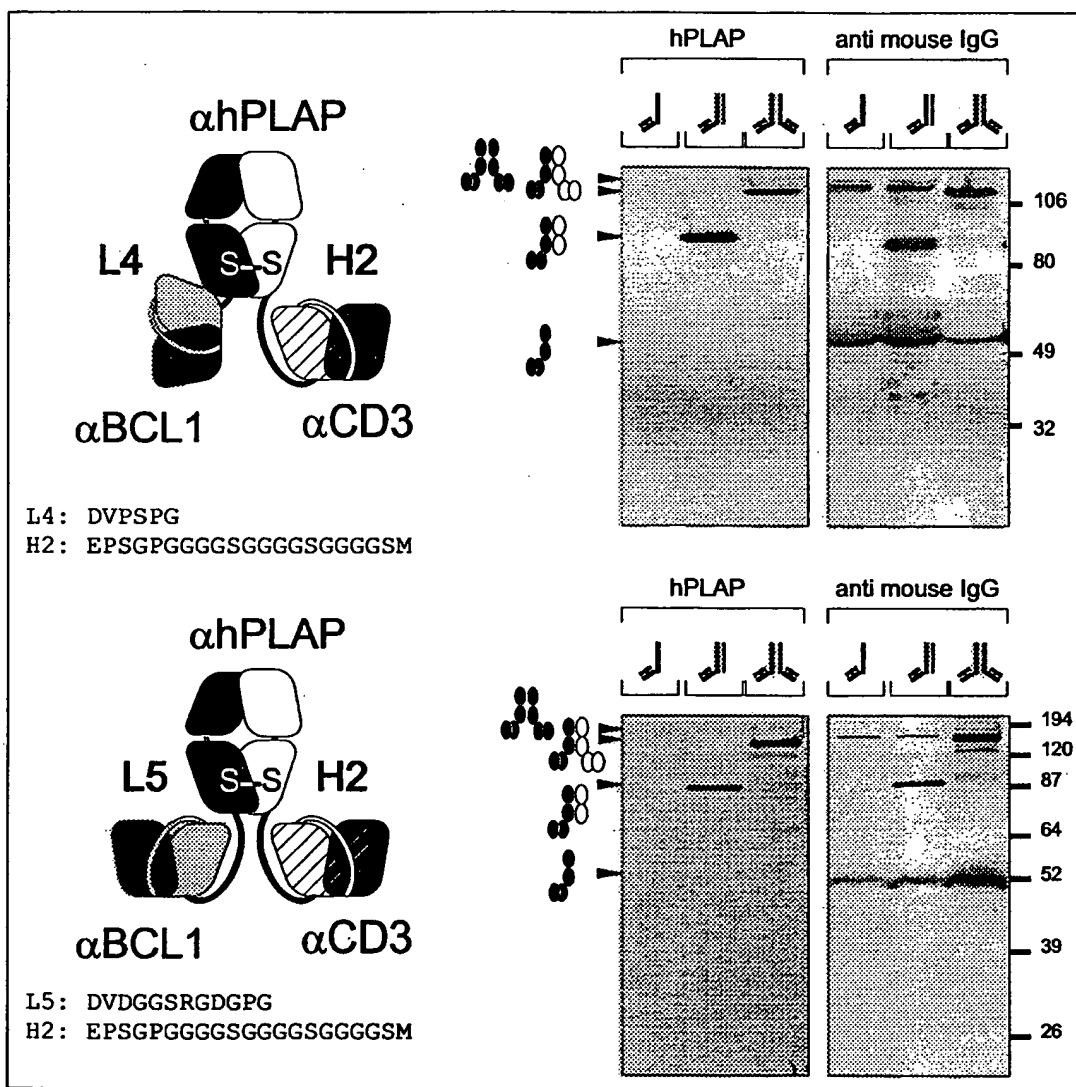 hPLAP
anti mouse IgG
αhPLAP
L4
S--S
H2
αBCL1
αCD3
106
80
49
32
L4: DVPSPG
H2: EPSGPGGGGSGGGGSGGGGSM
hPLAP
anti mouse IgG
αhPLAP
L5
S--S
H2
αBCL1
αCD3
194
120
87
64
52
39
26
L5: DVDGGSRGDGPG
H2: EPSGPGGGGSGGGGSGGGGSM